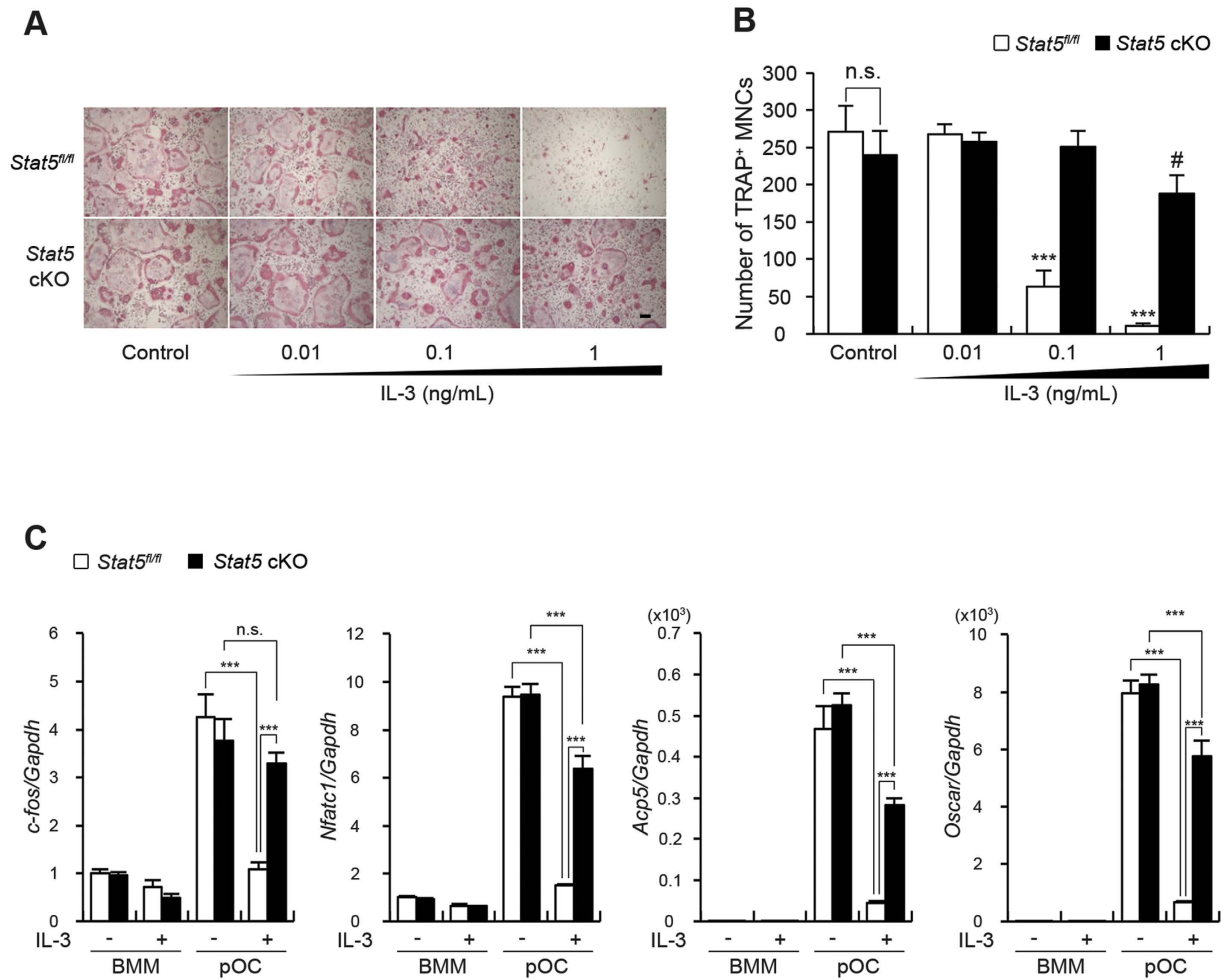 A
Stat5fl/fl
Stat5
cKO
Control 0.01 0.1 1
IL-3 (ng/mL)
B
Stat5fl/fl Stat5 cKO
Number of TRAP+ MNCs
300
250
200
150
100
50
0
n.s.
***
***
#
Control 0.01 0.1 1
IL-3 (ng/mL)
C
Stat5fl/fl Stat5 cKO
c-fos/Gapdh
6
5
4
3
2
1
0
n.s.
***
***
IL-3 - + - +
BMM pOC
Nfatc1/Gapdh
12
10
8
6
4
2
0
***
***
***
IL-3 - + - +
BMM pOC
(x103)
Acp5/Gapdh
0.7
0.6
0.5
0.4
0.3
0.2
0.1
0
***
***
***
IL-3 - + - +
BMM pOC
(x103)
Oscar/Gapdh
10
8
6
4
2
0
***
***
***
IL-3 - + - +
BMM pOC